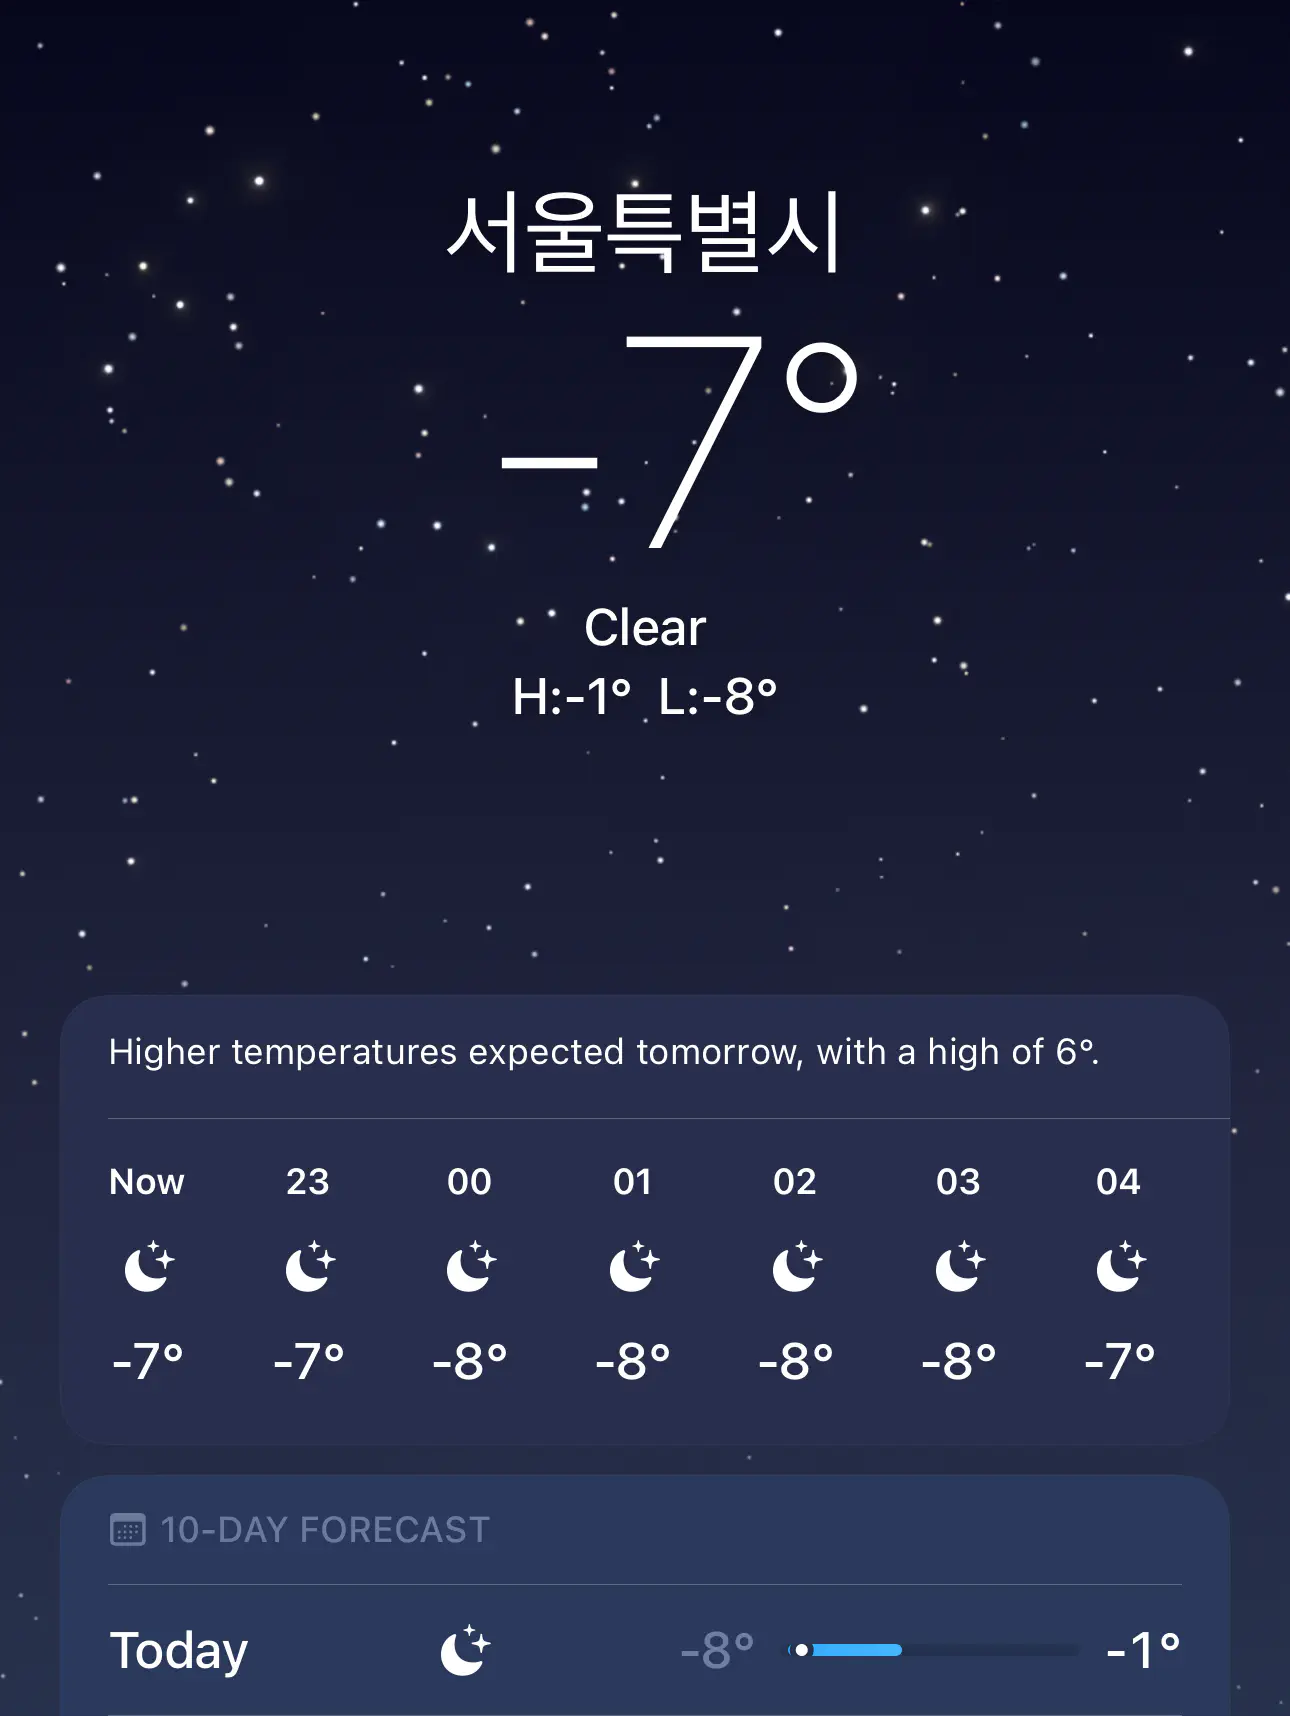 서울특별시
–7°
Clear
H:-1° L:-8°
Higher temperatures expected tomorrow, with a high of 6°.
Now 23 00 01 02 03 04
-7° -7° -8° -8° -8° -8° -7°
10-DAY FORECAST
Today -8° -1°